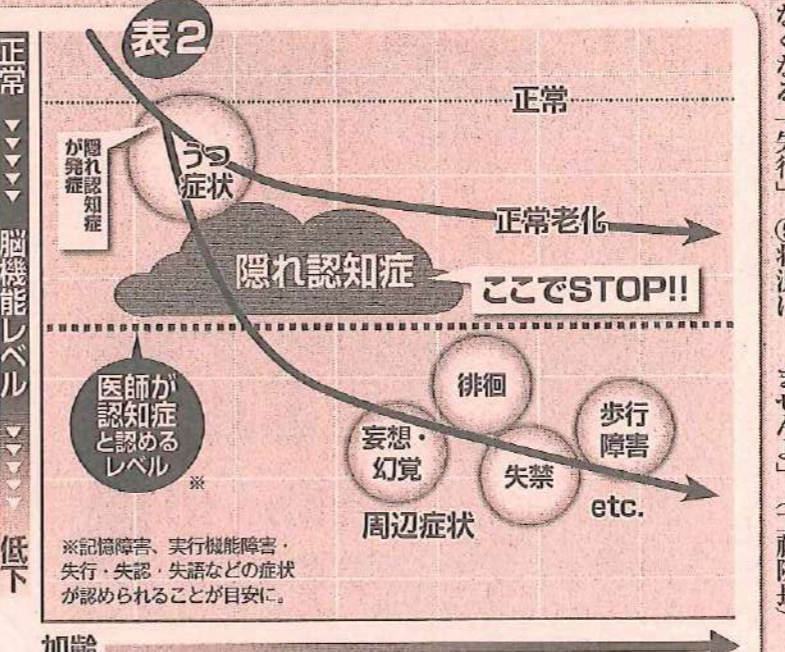 表2
正常
脳機能レベル
低下
正常
隠れ認知症
が発症
うつ
症状
正常老化
隠れ認知症
ここでSTOP!!
医師が
認知症
と認める
レベル
※
徘徊
妄想・
幻覚
歩行
障害
失禁
etc.
周辺症状
※記憶障害、実行機能障害・
失行・失認・失語などの症状
が認められることが目安に。
加齢